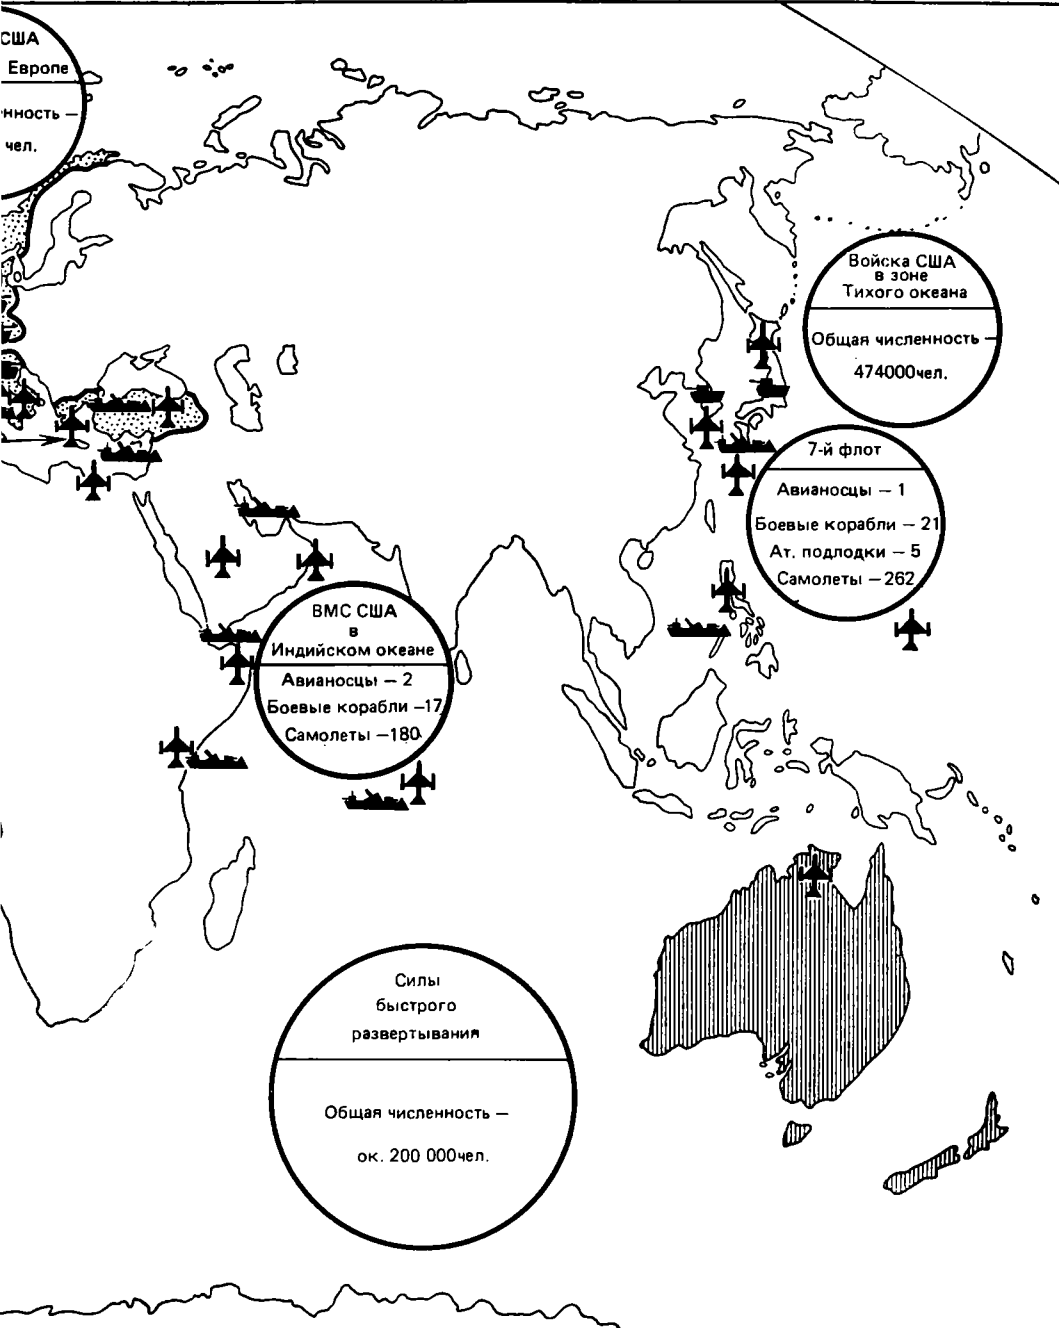 США
Европе
нность –
чел.
Войска США
в зоне
Тихого океана
Общая численность –
474000чел.
7-й флот
Авианосцы – 1
Боевые корабли – 21
Ат. подлодки – 5
Самолеты –262
ВМС США
в
Индийском океане
Авианосцы – 2
Боевые корабли –17
Самолеты –180
Силы
быстрого
развертывания
Общая численность –
ок. 200 000чел.